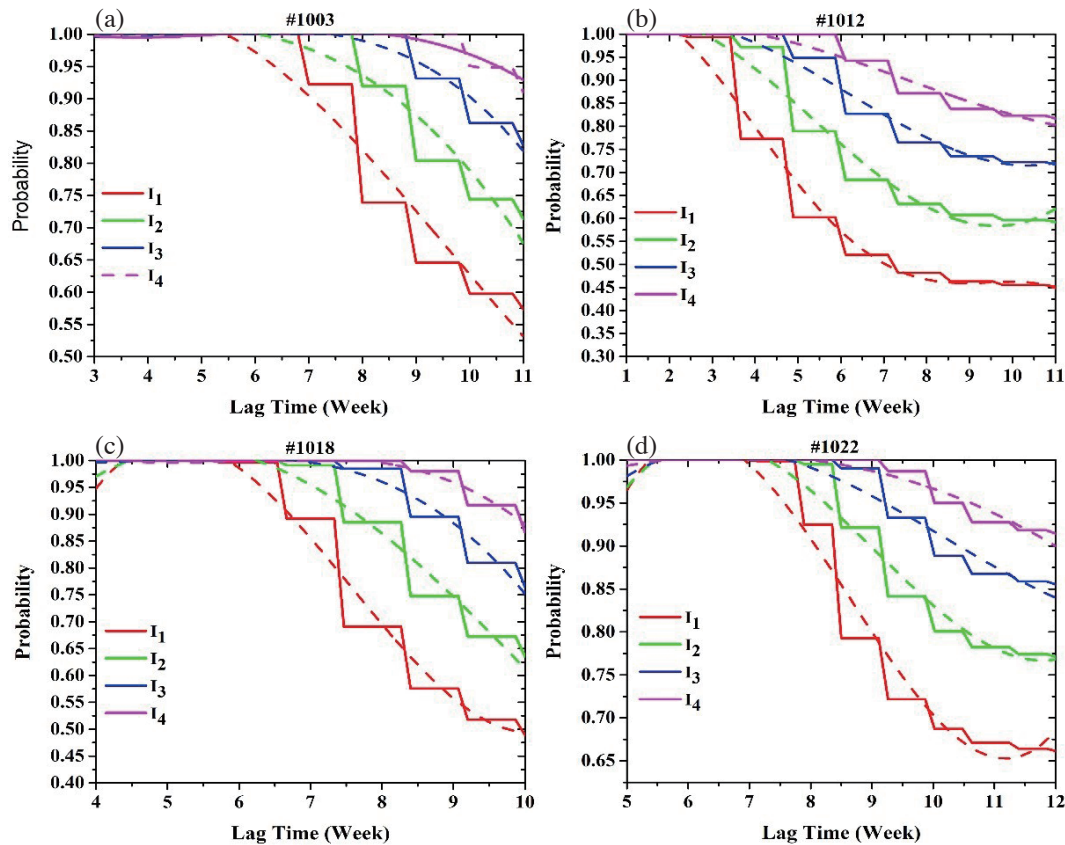 (a) #1003
1.00
0.95
0.90
0.85
0.80
0.75
0.70
0.65
0.60
0.55
0.50
Probability
I1
I2
I3
I4
3 4 5 6 7 8 9 10 11
Lag Time (Week)
(b) #1012
1.00
0.95
0.90
0.85
0.80
0.75
0.70
0.65
0.60
0.55
0.50
0.45
0.40
0.35
0.30
Probability
I1
I2
I3
I4
1 2 3 4 5 6 7 8 9 10 11
Lag Time (Week)
(c) #1018
1.00
0.95
0.90
0.85
0.80
0.75
0.70
0.65
0.60
0.55
0.50
0.45
0.40
Probability
I1
I2
I3
I4
4 5 6 7 8 9 10
Lag Time (Week)
(d) #1022
1.00
0.95
0.90
0.85
0.80
0.75
0.70
0.65
Probability
I1
I2
I3
I4
5 6 7 8 9 10 11 12
Lag Time (Week)